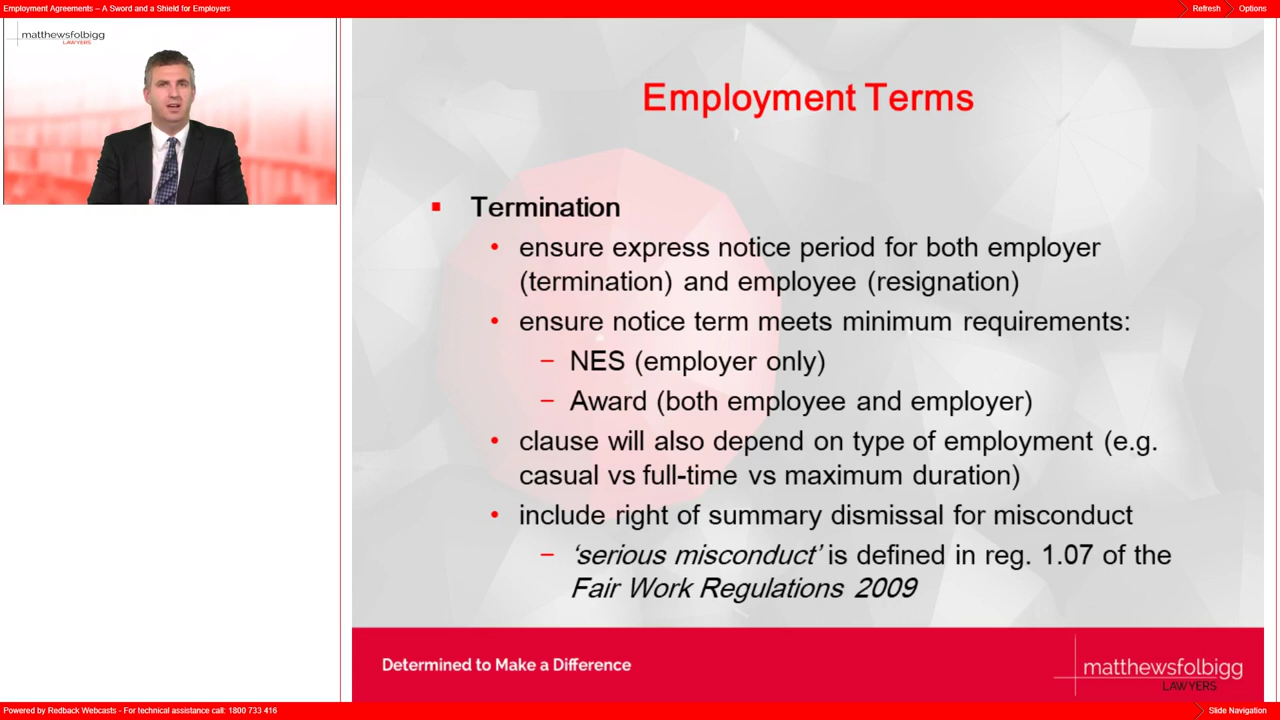 Employment Agreements – A Sword and a Shield for Employers
Refresh
Options
matthewsfolbigg
LAWYERS
Employment Terms
Termination
ensure express notice period for both employer
(termination) and employee (resignation)
ensure notice term meets minimum requirements:
– NES (employer only)
– Award (both employee and employer)
clause will also depend on type of employment (e.g.
casual vs full-time vs maximum duration)
include right of summary dismissal for misconduct
– ‘serious misconduct’ is defined in reg. 1.07 of the
Fair Work Regulations 2009
Determined to Make a Difference
matthewsfolbigg
LAWYERS
Powered by Redback Webcasts - For technical assistance call: 1800 733 416
Slide Navigation